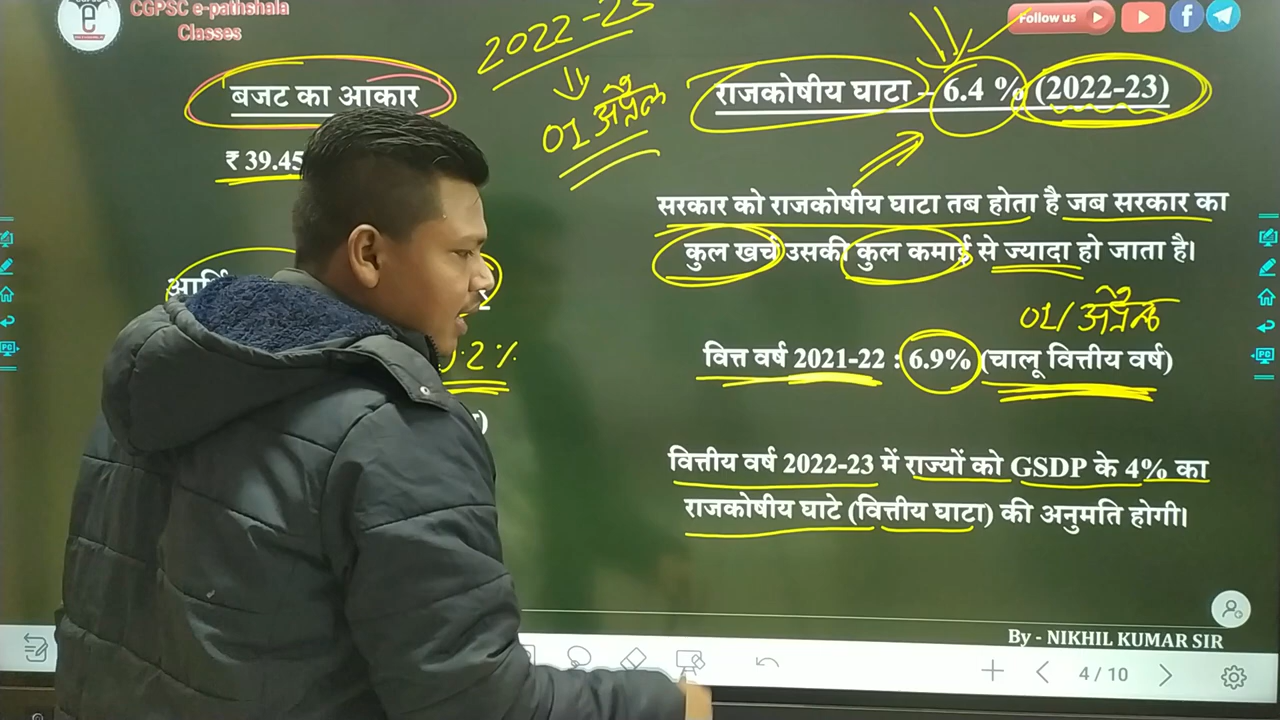 CGPSC e-pathshala
Classes
2022-23
01 अप्रैल
Follow us
बजट का आकार
₹ 39.45
राजकोषीय घाटा – 6.4 % (2022-23)
सरकार को राजकोषीय घाटा तब होता है जब सरकार का
कुल खर्च उसकी कुल कमाई से ज्यादा हो जाता है।
01/ अप्रैल
वित्त वर्ष 2021-22 : 6.9% (चालू वित्तीय वर्ष)
वित्तीय वर्ष 2022-23 में राज्यों को GSDP के 4% का
राजकोषीय घाटे (वित्तीय घाटा) की अनुमति होगी।
By - NIKHIL KUMAR SIR
4 / 10